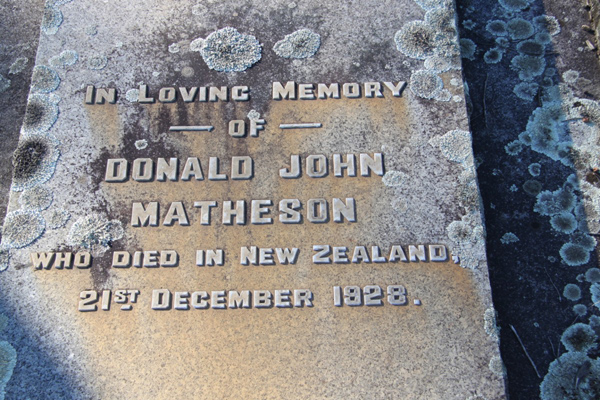 In Loving Memory
— of —
Donald John
Matheson
who died in New Zealand,
21st December 1928.